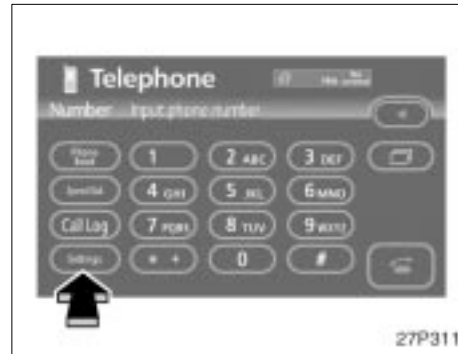 Telephone
Number Input phone number
Phone Book
1
2 ABC
3 DEF
Speed Dial
4 GHI
5 JKL
6 MNO
Call Log
7 PQRS
8 TUV
9 WXYZ
Settings
* +
0
#
27P311